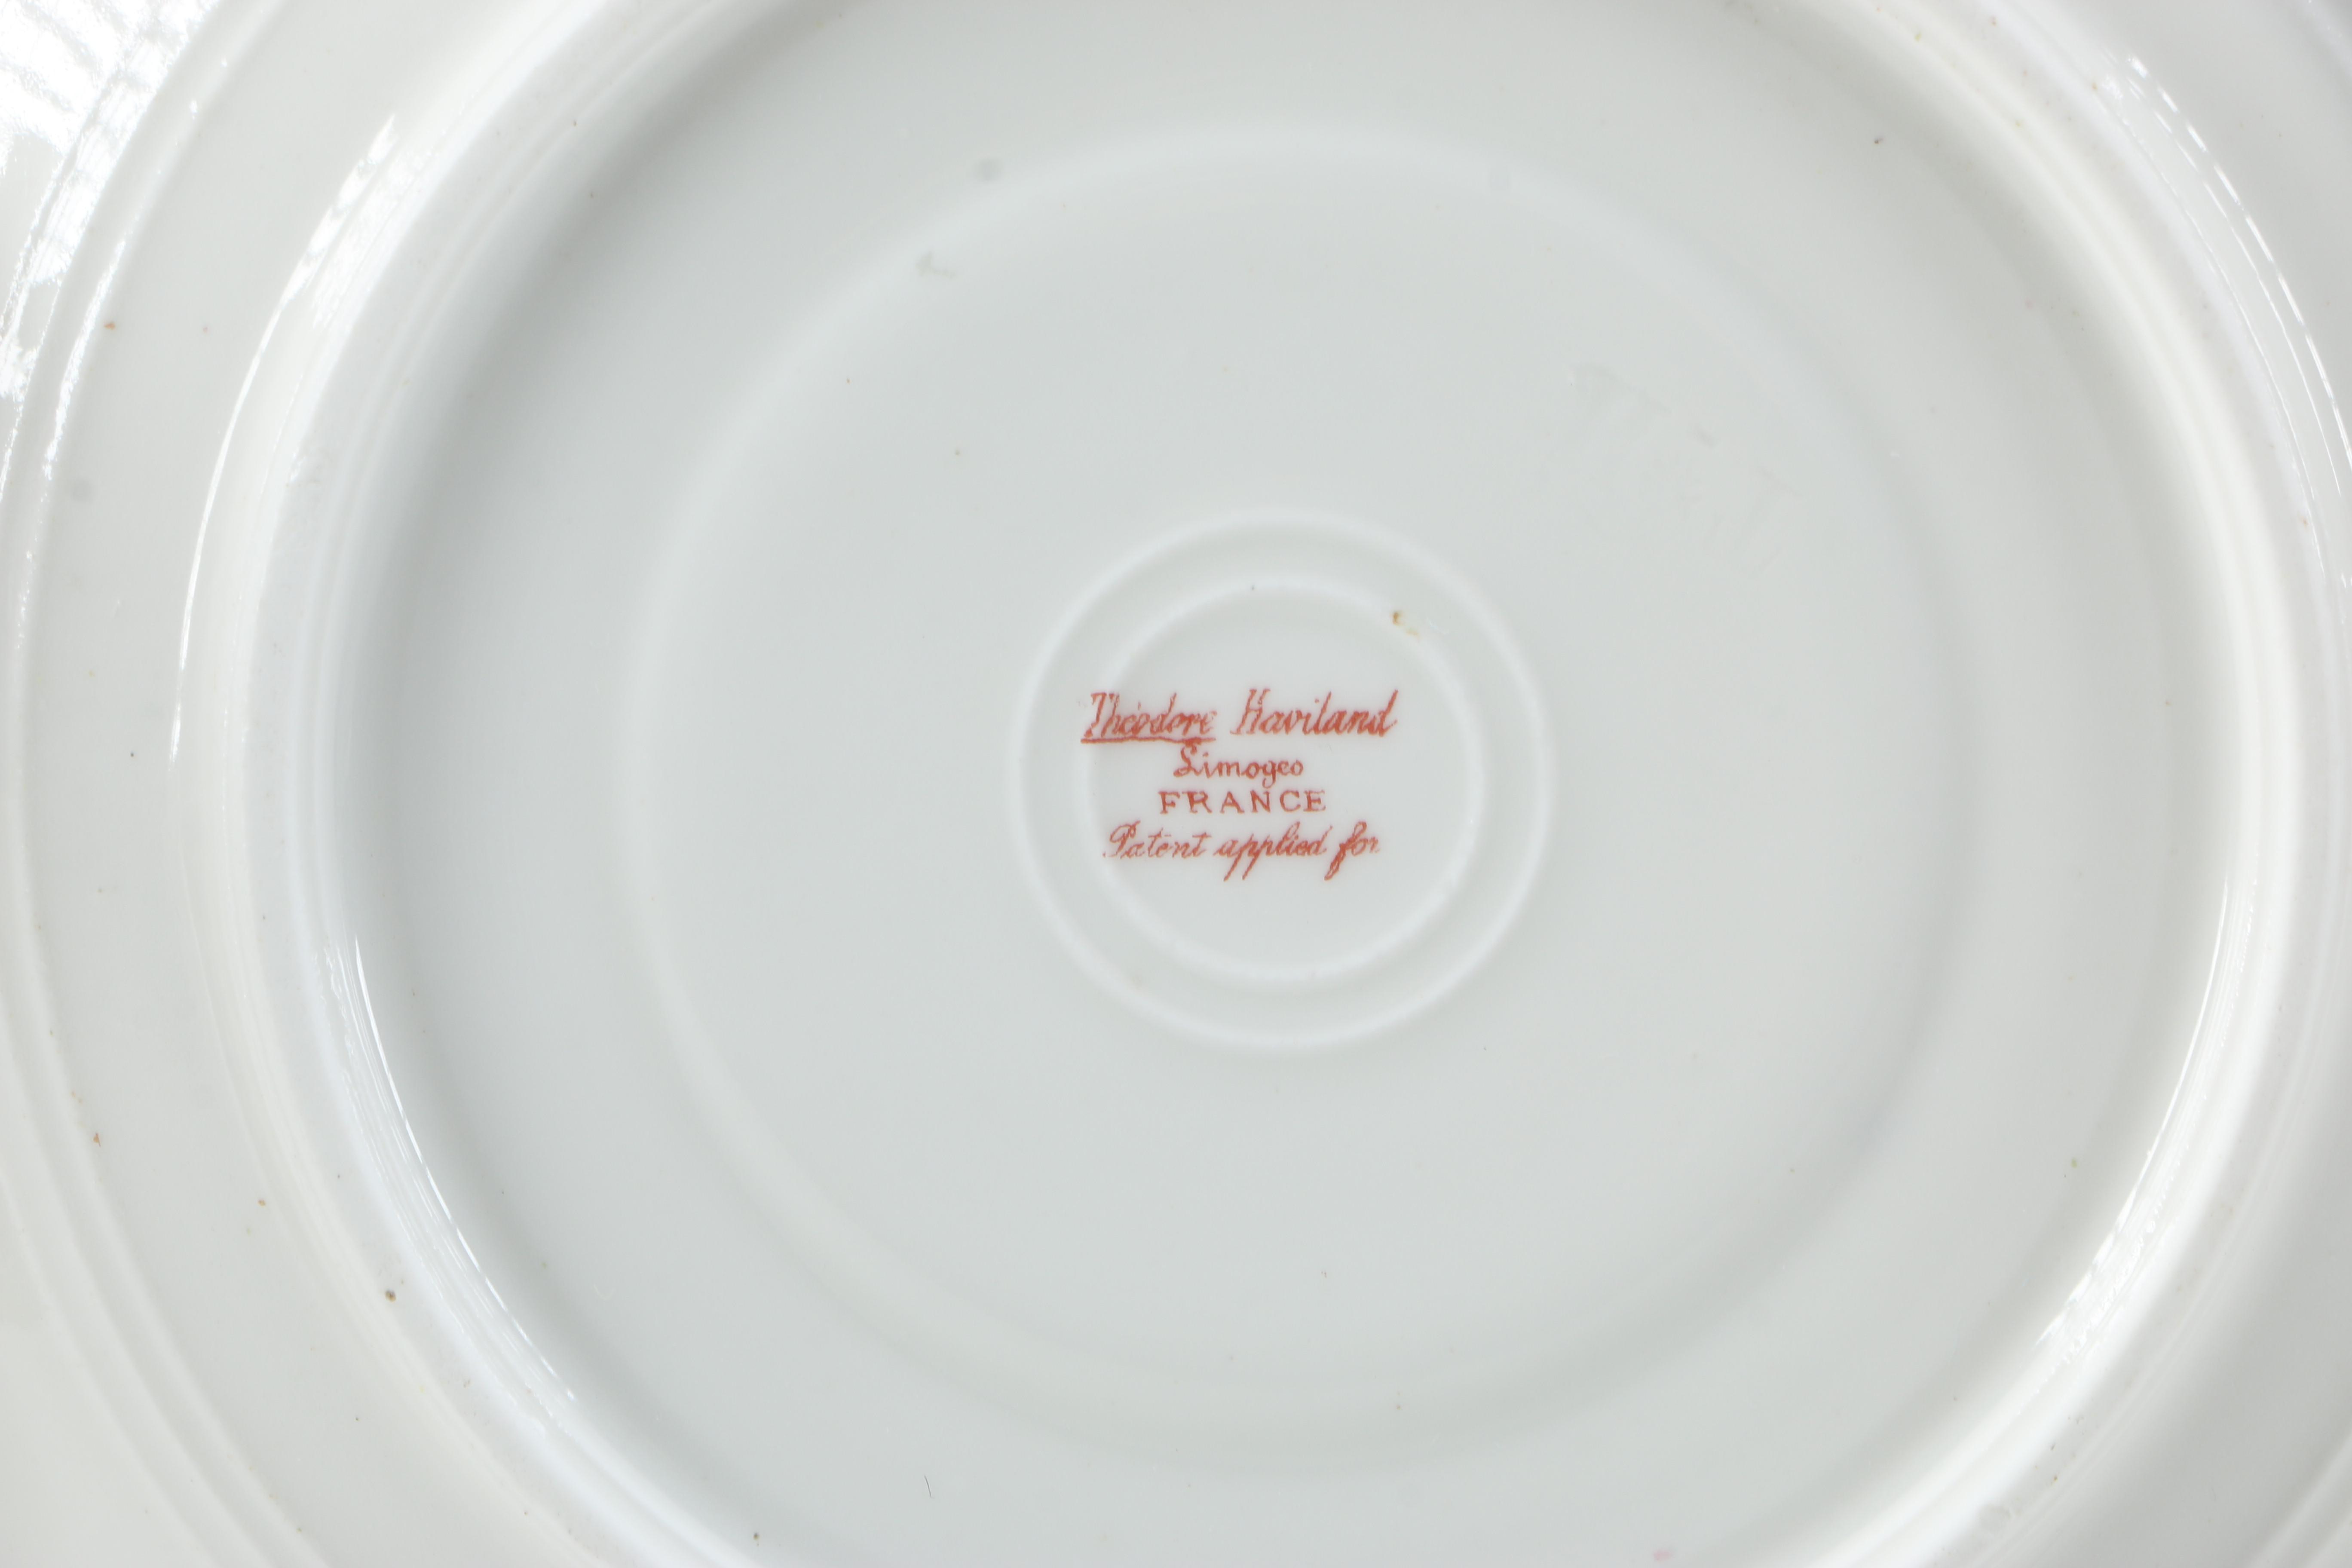 Théodore Haviland
Limoges
FRANCE
Patent applied for